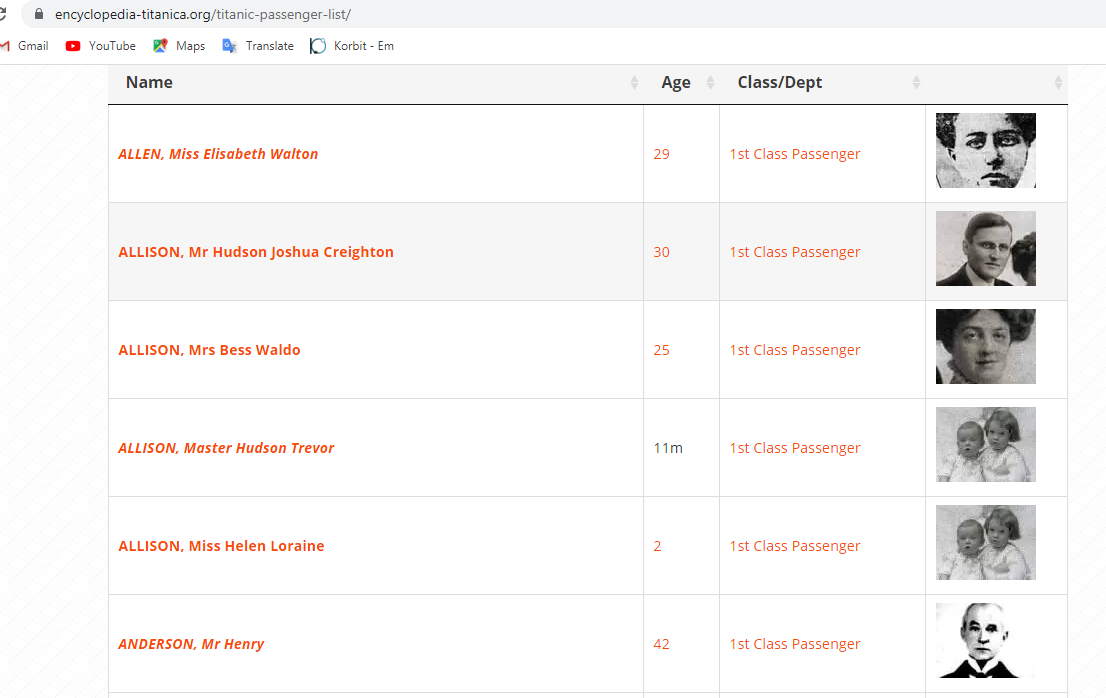 encyclopedia-titanica.org/titanic-passenger-list/
Gmail YouTube Maps Translate Korbit - Em
Name Age Class/Dept
ALLEN, Miss Elisabeth Walton 29 1st Class Passenger
ALLISON, Mr Hudson Joshua Creighton 30 1st Class Passenger
ALLISON, Mrs Bess Waldo 25 1st Class Passenger
ALLISON, Master Hudson Trevor 11m 1st Class Passenger
ALLISON, Miss Helen Loraine 2 1st Class Passenger
ANDERSON, Mr Henry 42 1st Class Passenger